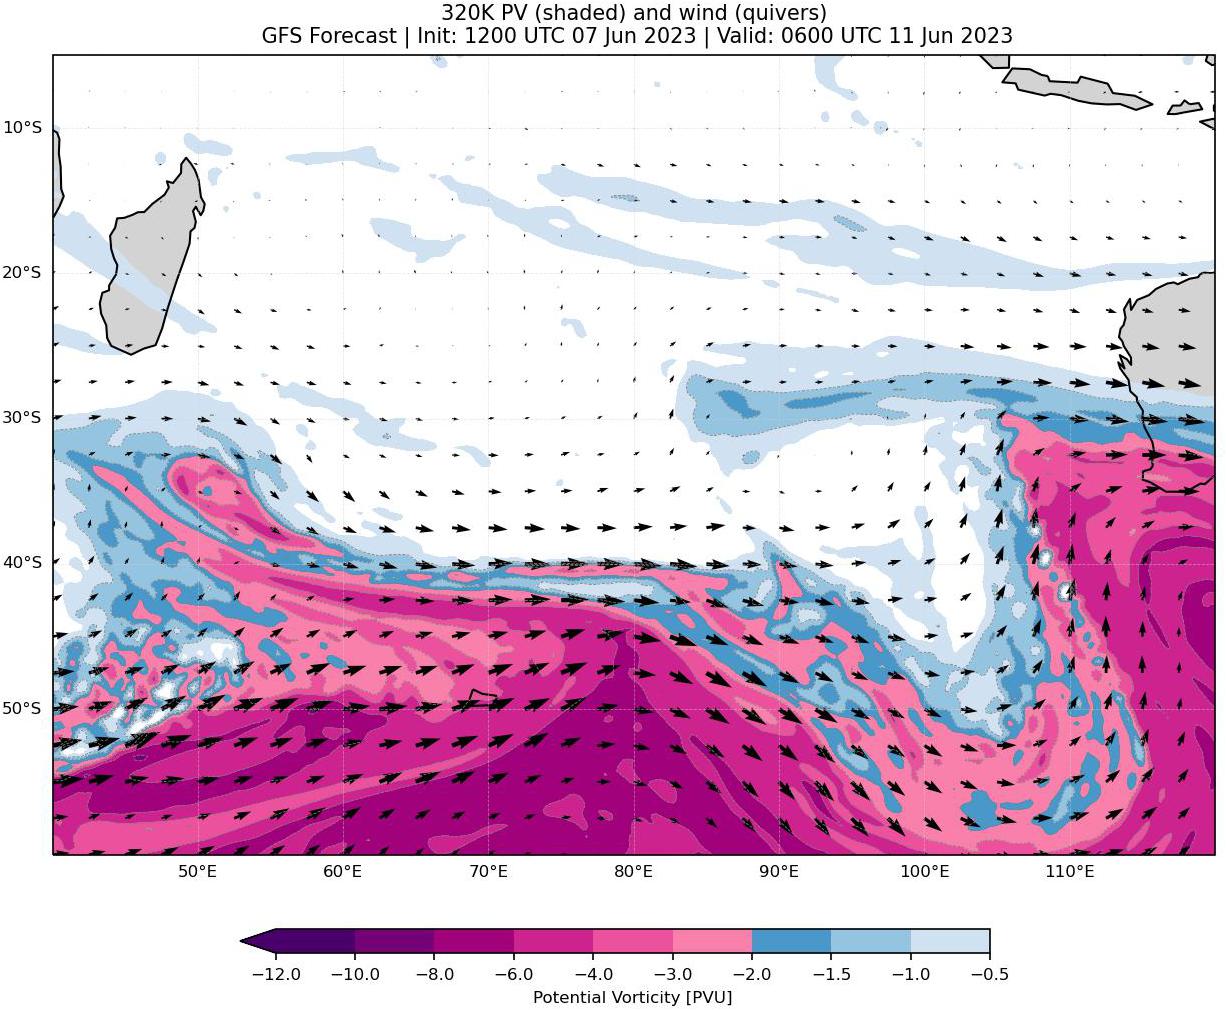 320K PV (shaded) and wind (quivers)
GFS Forecast | Init: 1200 UTC 07 Jun 2023 | Valid: 0600 UTC 11 Jun 2023
10°S
20°S
30°S
40°S
50°S
50°E 60°E 70°E 80°E 90°E 100°E 110°E
−12.0 −10.0 −8.0 −6.0 −4.0 −3.0 −2.0 −1.5 −1.0 −0.5
Potential Vorticity [PVU]